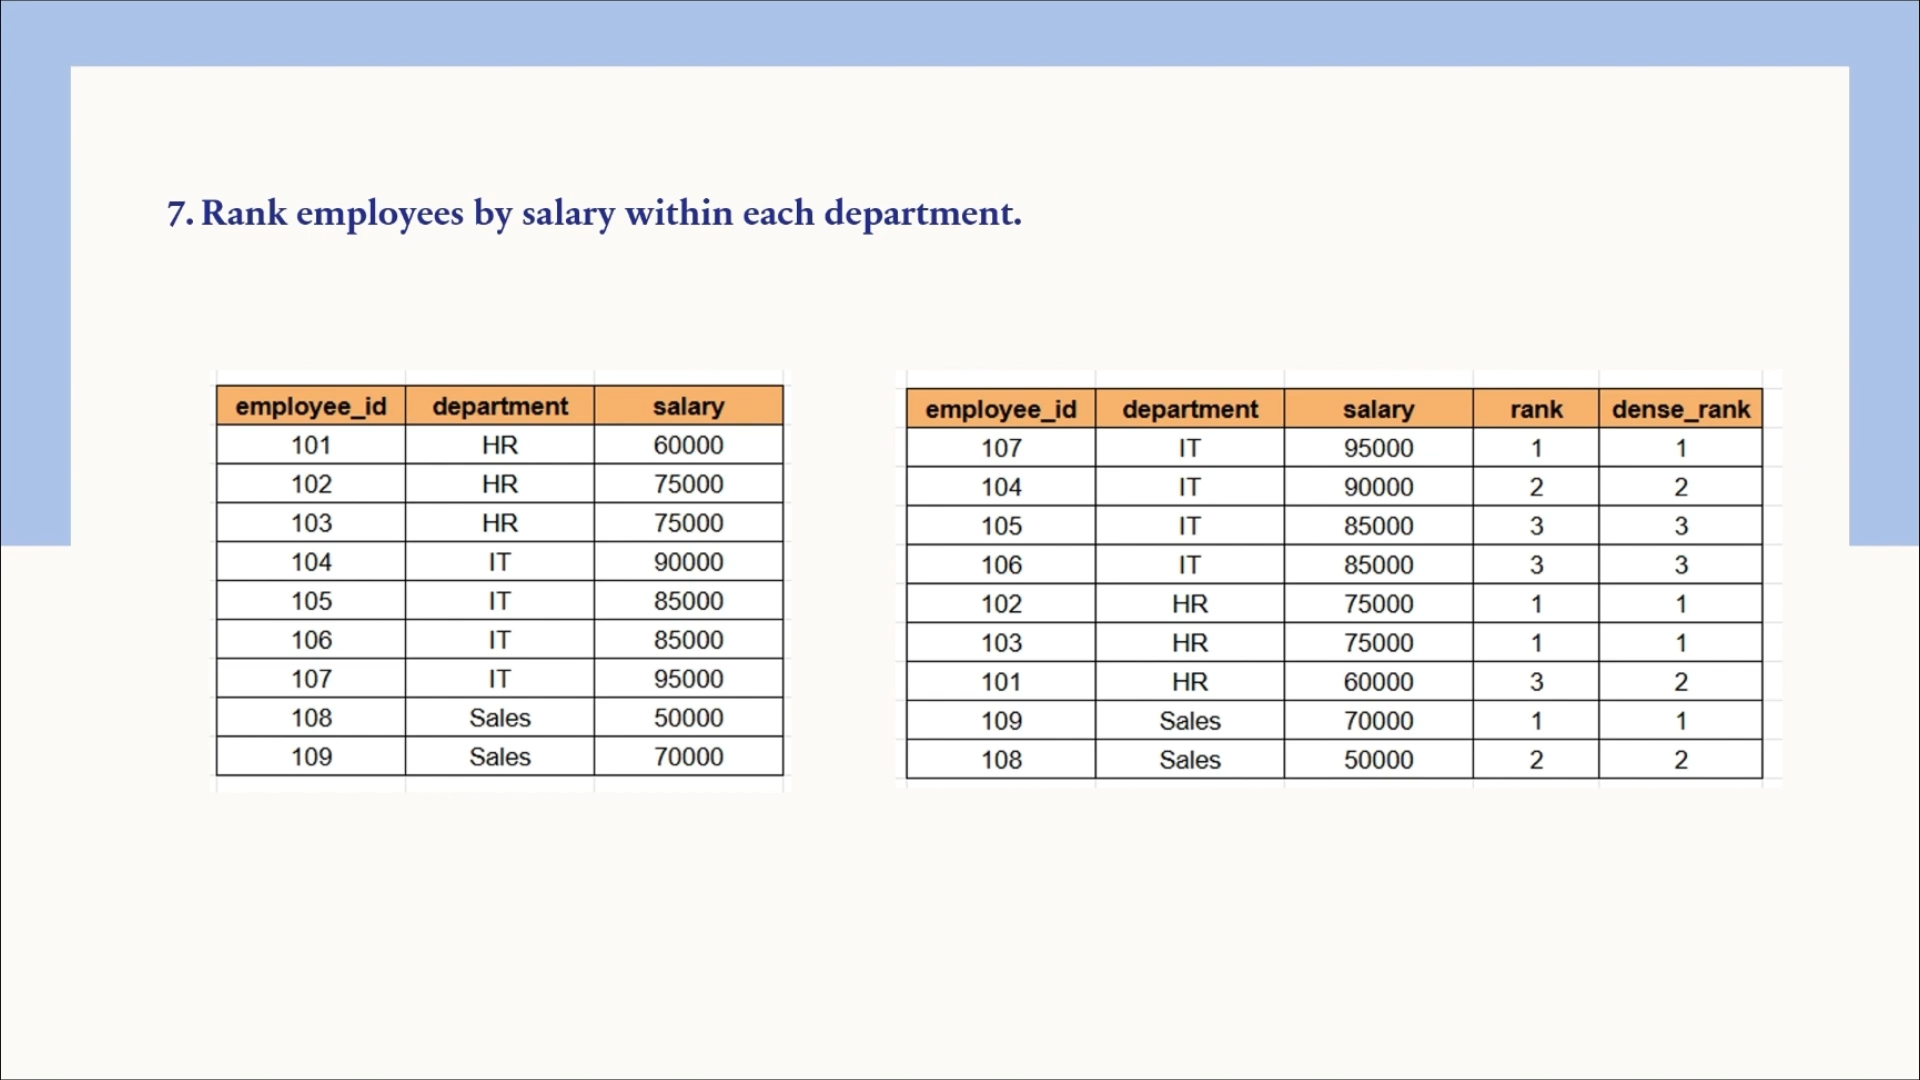 7. Rank employees by salary within each department.
employee_id department salary
101 HR 60000
102 HR 75000
103 HR 75000
104 IT 90000
105 IT 85000
106 IT 85000
107 IT 95000
108 Sales 50000
109 Sales 70000
employee_id department salary rank dense_rank
107 IT 95000 1 1
104 IT 90000 2 2
105 IT 85000 3 3
106 IT 85000 3 3
102 HR 75000 1 1
103 HR 75000 1 1
101 HR 60000 3 2
109 Sales 70000 1 1
108 Sales 50000 2 2